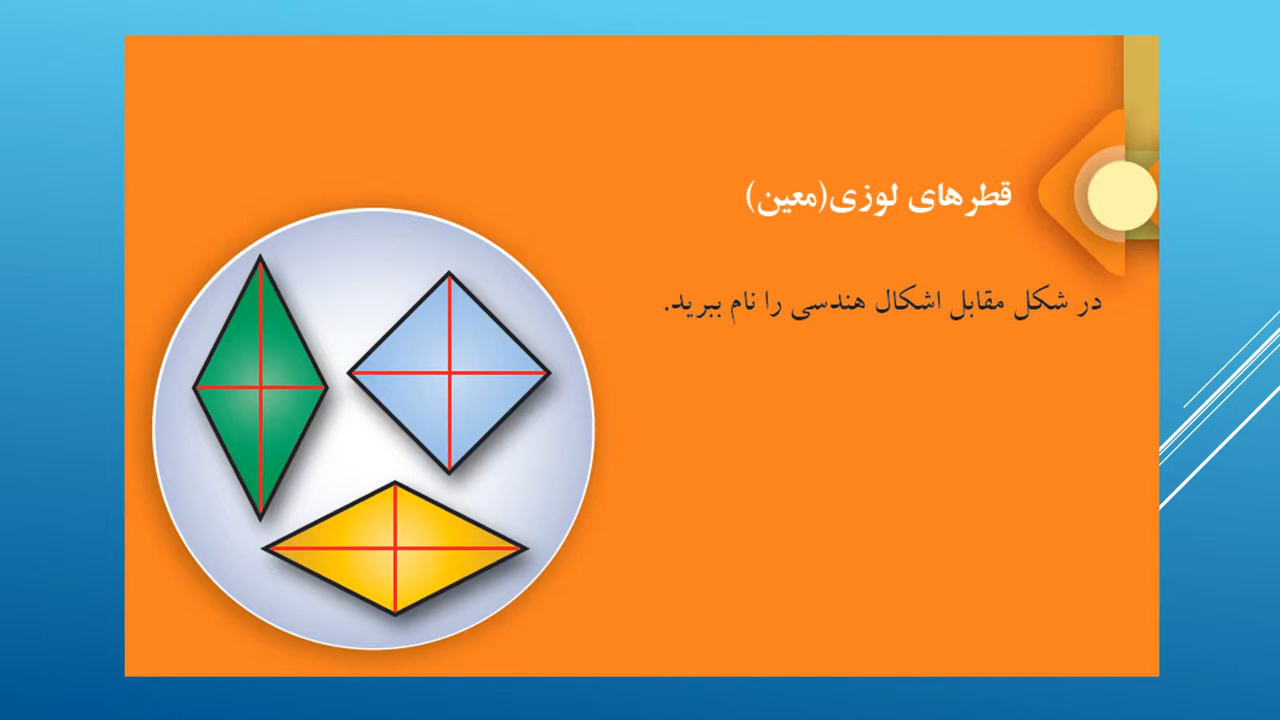 قطرهای لوزی(معین)
در شکل مقابل اشکال هندسی را نام ببرید.